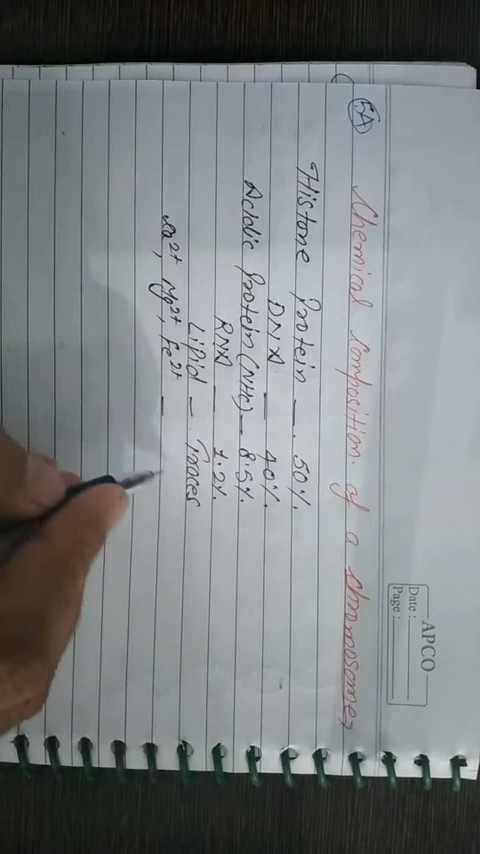 APCO
Date :
Page :
5A
Chemical composition of a chromosome
Histone protein — 50%
DNA — 40%
Acidic protein (NHC) — 8.5%
RNA — 1.2%
Lipid — Traces
Ca2+, Mg2+, Fe2+ —